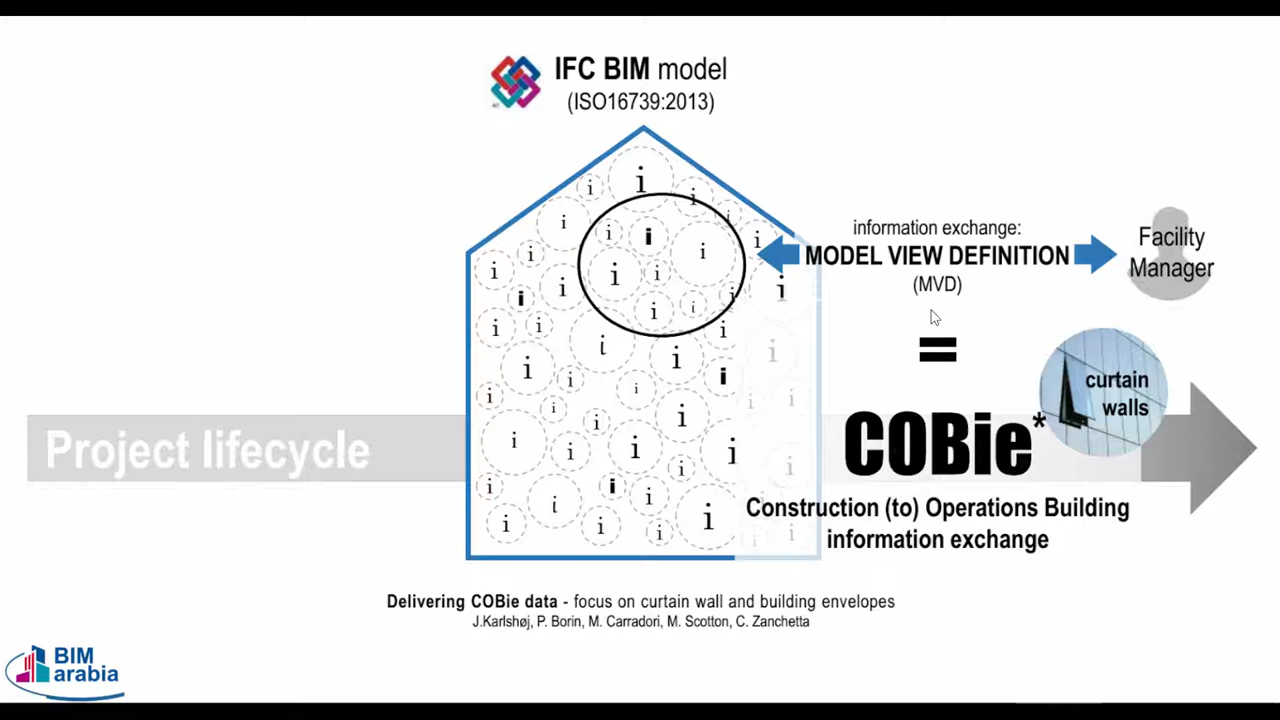 IFC BIM model
(ISO16739:2013)
information exchange:
MODEL VIEW DEFINITION
(MVD)
Facility
Manager
=
curtain
walls
Project lifecycle
COBie*
Construction (to) Operations Building
information exchange
Delivering COBie data - focus on curtain wall and building envelopes
J.Karlshøj, P. Borin, M. Carradori, M. Scotton, C. Zanchetta
BIM
arabia